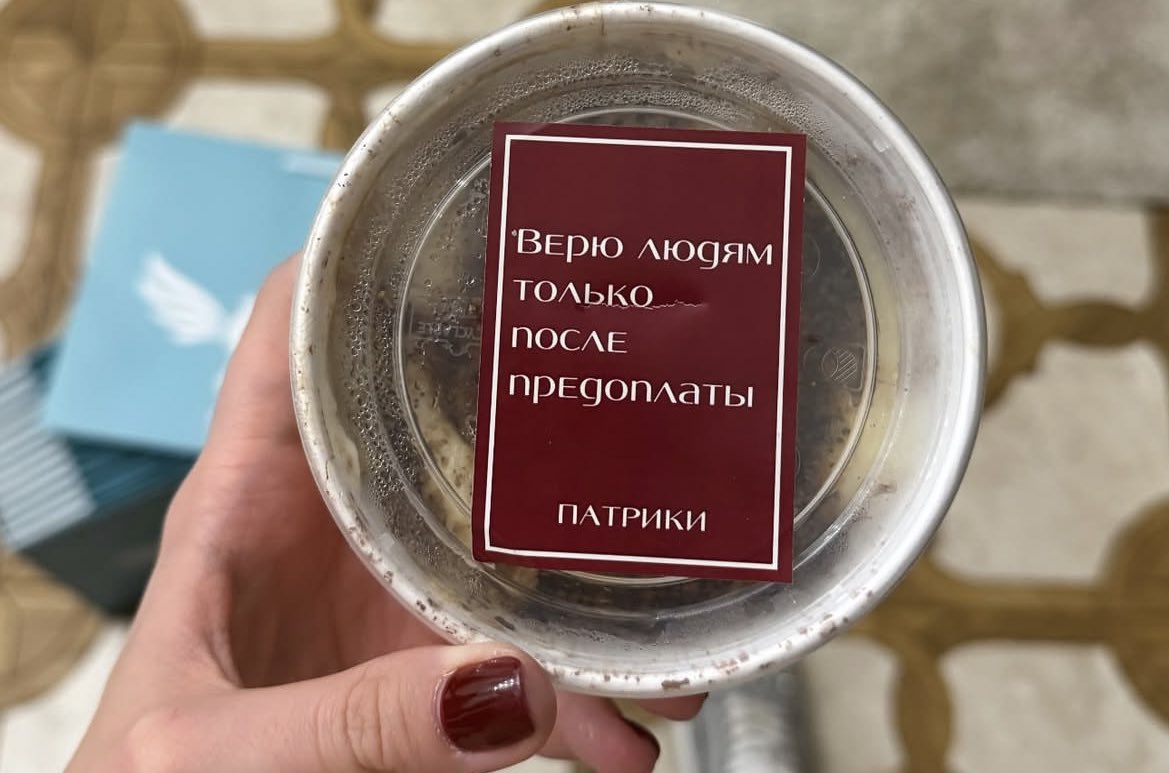 *Верю людям
только
после
предоплаты
ПАТРИКИ